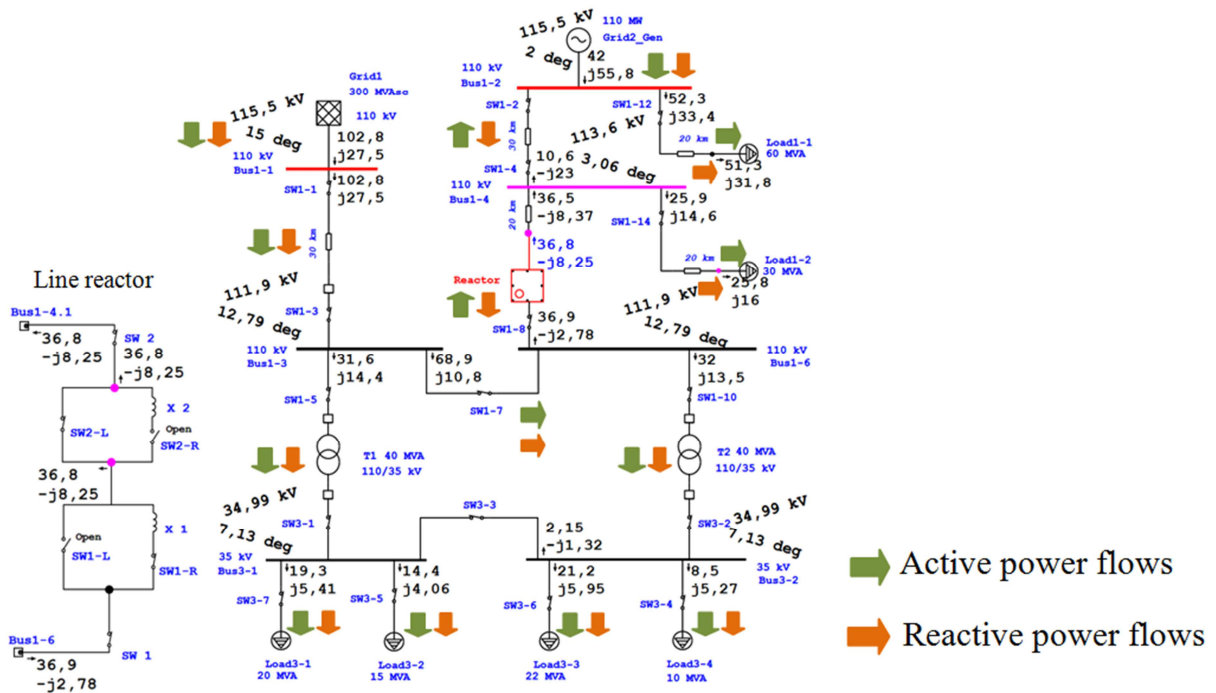 115,5 kV
110 MW
Grid2_Gen
2 deg
42
j55,8
110 kV
Bus1-2
Grid1
300 MVAsc
115,5 kV
110 kV
15 deg
102,8
j27,5
110 kV
Bus1-1
SW1-1
102,8
j27,5
30 km
SW1-2
30 km
SW1-4
SW1-12
52,3
j33,4
113,6 kV
3,06 deg
20 km
Load1-1
60 MVA
51,3
j31,8
10,6
-j23
110 kV
Bus1-4
36,5
-j8,37
20 km
25,9
j14,6
SW1-14
20 km
Load1-2
30 MVA
25,8
j16
36,8
-j8,25
Reactor
36,9
-j2,78
SW1-8
111,9 kV
12,79 deg
SW1-3
111,9 kV
12,79 deg
110 kV
Bus1-3
110 kV
Bus1-6
31,6
j14,4
68,9
j10,8
32
j13,5
SW1-5
SW1-7
SW1-10
T1 40 MVA
110/35 kV
T2 40 MVA
110/35 kV
34,99 kV
7,13 deg
SW3-1
SW3-3
SW3-2
34,99 kV
7,13 deg
2,15
-j1,32
35 kV
Bus3-1
35 kV
Bus3-2
19,3
j5,41
14,4
j4,06
21,2
j5,95
8,5
j5,27
SW3-7
SW3-5
SW3-6
SW3-4
Load3-1
20 MVA
Load3-2
15 MVA
Load3-3
22 MVA
Load3-4
10 MVA
Line reactor
Bus1-4.1
36,8
-j8,25
SW 2
36,8
-j8,25
X 2
SW2-L
Open
SW2-R
36,8
-j8,25
X 1
Open
SW1-L
SW1-R
Bus1-6
36,9
-j2,78
SW 1
Active power flows
Reactive power flows